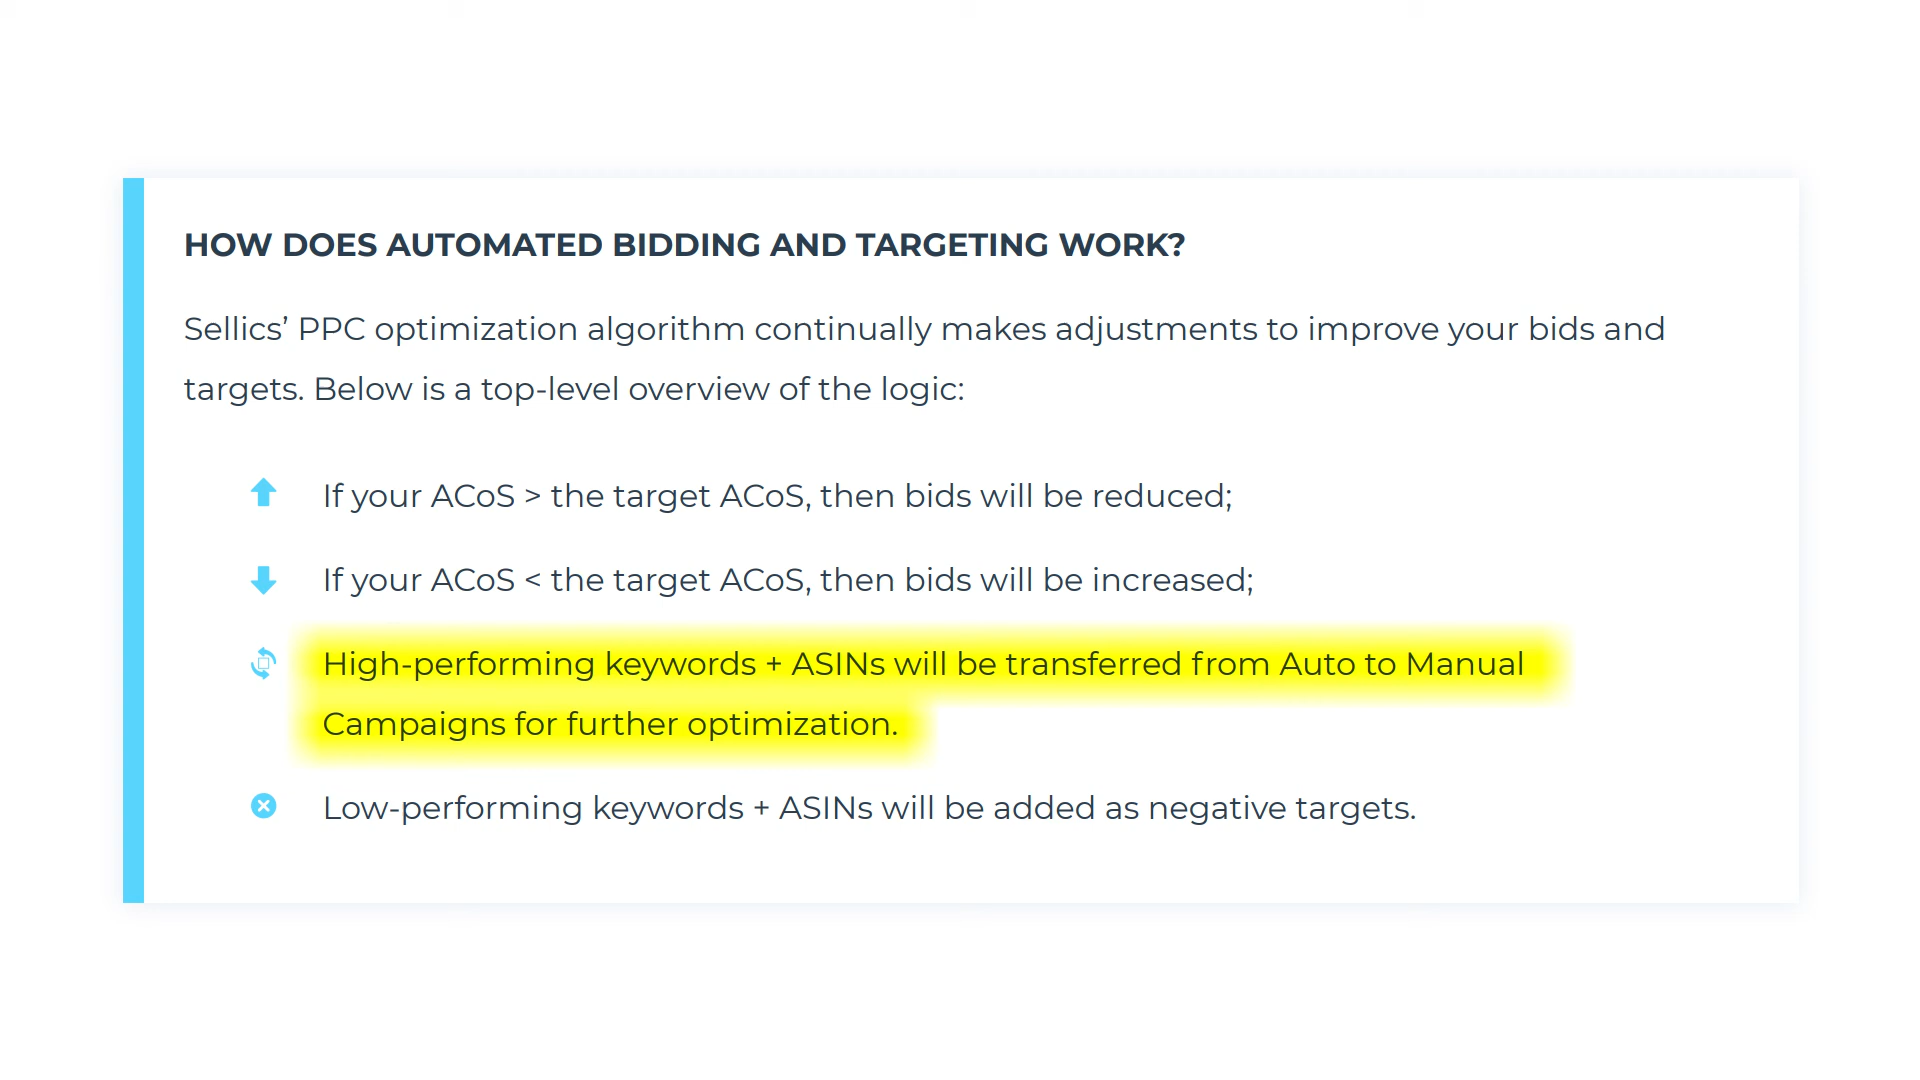 HOW DOES AUTOMATED BIDDING AND TARGETING WORK?
Sellics’ PPC optimization algorithm continually makes adjustments to improve your bids and
targets. Below is a top-level overview of the logic:
If your ACoS > the target ACoS, then bids will be reduced;
If your ACoS < the target ACoS, then bids will be increased;
High-performing keywords + ASINs will be transferred from Auto to Manual
Campaigns for further optimization.
Low-performing keywords + ASINs will be added as negative targets.